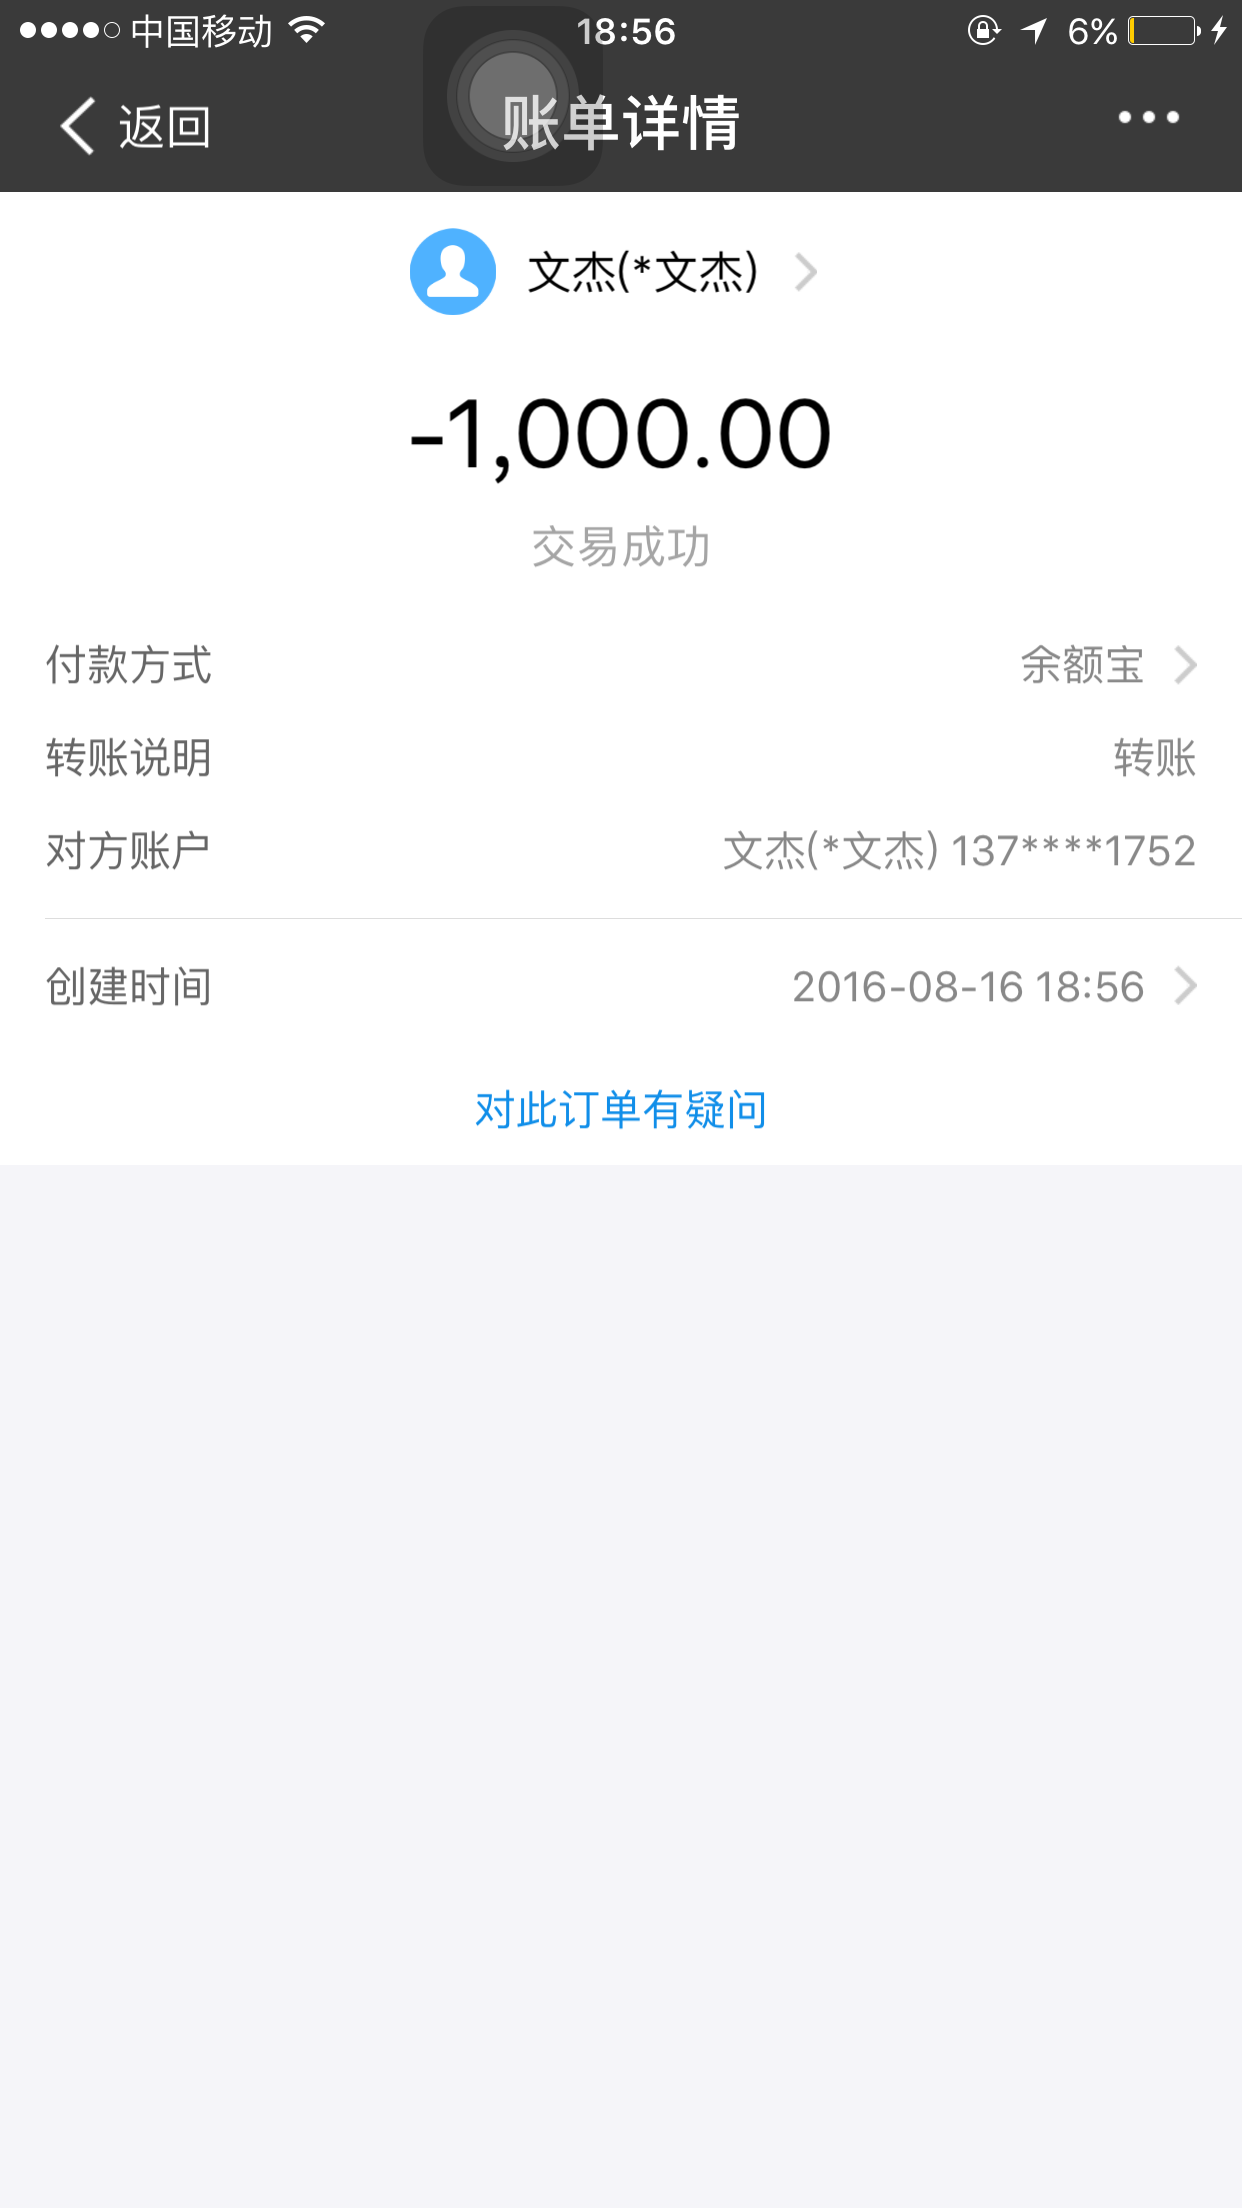 中国移动 18:56 6%
返回 账单详情
文杰(*文杰)
-1,000.00
交易成功
付款方式 余额宝
转账说明 转账
对方账户 文杰(*文杰) 137****1752
创建时间 2016-08-16 18:56
对此订单有疑问